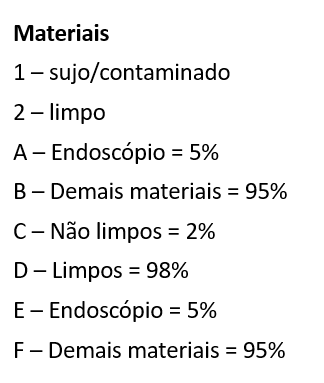 Materiais
1 – sujo/contaminado
2 – limpo
A – Endoscópio = 5%
B – Demais materiais = 95%
C – Não limpos = 2%
D – Limpos = 98%
E – Endoscópio = 5%
F – Demais materiais = 95%